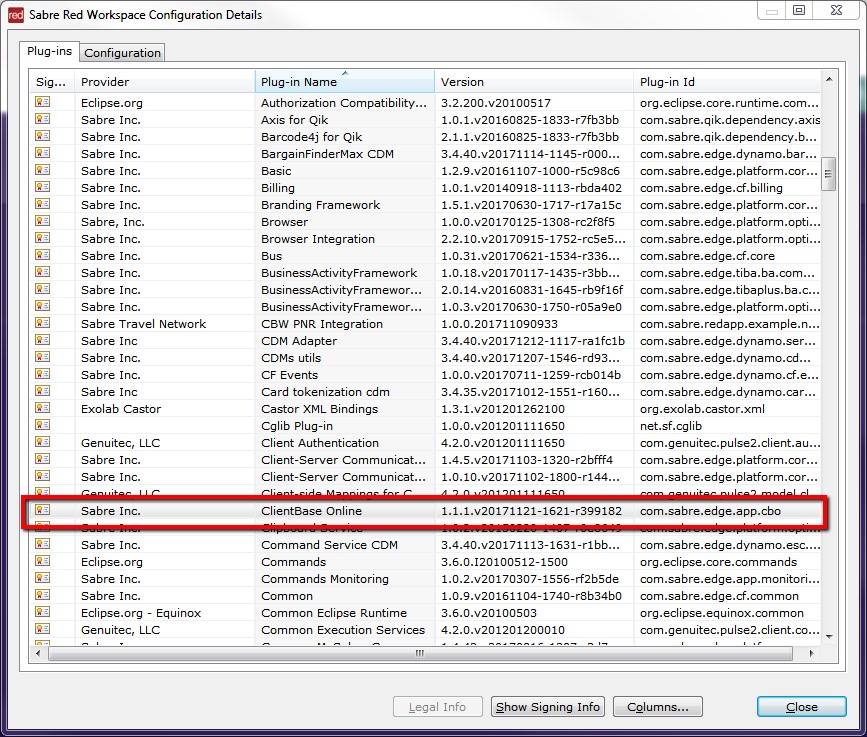 red Sabre Red Workspace Configuration Details
Plug-ins Configuration
Sig... Provider Plug-in Name Version Plug-in Id
Eclipse.org Authorization Compatibility... 3.2.200.v20100517 org.eclipse.core.runtime.com...
Sabre Inc. Axis for Qik 1.0.1.v20160825-1833-r7fb3bb com.sabre.qik.dependency.axis
Sabre Inc. Barcode4j for Qik 2.1.1.v20160825-1833-r7fb3bb com.sabre.qik.dependency.b...
Sabre Inc. BargainFinderMax CDM 3.4.40.v20171114-1145-r000... com.sabre.edge.dynamo.bar...
Sabre Inc. Basic 1.2.9.v20161107-1000-r5c98c6 com.sabre.edge.platform.cor...
Sabre Inc. Billing 1.0.1.v20140918-1113-rbda402 com.sabre.edge.cf.billing
Sabre Inc. Branding Framework 1.5.1.v20170630-1717-r17a15c com.sabre.edge.platform.cor...
Sabre, Inc. Browser 1.0.0.v20170125-1308-rc2f8f5 com.sabre.edge.platform.opti...
Sabre Inc. Browser Integration 2.2.10.v20170915-1752-rc5e5... com.sabre.edge.platform.opti...
Sabre Inc. Bus 1.0.31.v20170621-1534-r336... com.sabre.edge.cf.core
Sabre Inc. BusinessActivityFramework 1.0.18.v20170117-1435-r3bb... com.sabre.edge.tiba.ba.com...
Sabre Inc. BusinessActivityFramewor... 2.0.14.v20160831-1645-rb9f16f com.sabre.edge.tibaplus.ba.c...
Sabre Inc. BusinessActivityFramewor... 1.0.3.v20170630-1750-r05a9e0 com.sabre.edge.platform.opti...
Sabre Travel Network CBW PNR Integration 1.0.0.201711090933 com.sabre.redapp.example.n...
Sabre Inc CDM Adapter 3.4.40.v20171212-1117-ra1fc1b com.sabre.edge.dynamo.ser...
Sabre Inc. CDMs utils 3.4.40.v20171207-1546-rd93... com.sabre.edge.dynamo.cd...
Sabre Inc. CF Events 1.0.0.v20170711-1259-rcb014b com.sabre.edge.dynamo.cf.e...
Sabre Inc Card tokenization cdm 3.4.35.v20171012-1551-r160... com.sabre.edge.dynamo.car...
Exolab Castor Castor XML Bindings 1.3.1.v201201262100 org.exolab.castor.xml
Cglib Plug-in 1.0.0.v201201111650 net.sf.cglib
Genuitec, LLC Client Authentication 4.2.0.v201201111650 com.genuitec.pulse2.client.au...
Sabre Inc. Client-Server Communicat... 1.4.5.v20171103-1320-r2bfff4 com.sabre.edge.platform.cor...
Sabre Inc. Client-Server Communicat... 1.0.10.v20171102-1800-r144... com.sabre.edge.platform.cor...
Genuitec, LLC Client-side Mappings for C... 4.2.0.v201201111650 com.genuitec.pulse2.model.cl...
Sabre Inc. ClientBase Online 1.1.1.v20171121-1621-r399182 com.sabre.edge.app.cbo
Sabre Inc. Clipboard Service
Sabre Inc. Command Service CDM 3.4.40.v20171113-1631-r1bb... com.sabre.edge.dynamo.esc....
Eclipse.org Commands 3.6.0.I20100512-1500 org.eclipse.core.commands
Sabre Inc. Commands Monitoring 1.0.2.v20170307-1556-rf2b5de com.sabre.edge.app.monitori...
Sabre Inc. Common 1.0.9.v20161104-1740-r8b34b0 com.sabre.edge.cf.common
Eclipse.org - Equinox Common Eclipse Runtime 3.6.0.v20100503 org.eclipse.equinox.common
Genuitec, LLC Common Execution Services 4.2.0.v201201200010 com.genuitec.pulse2.client.co...
Legal Info Show Signing Info Columns... Close